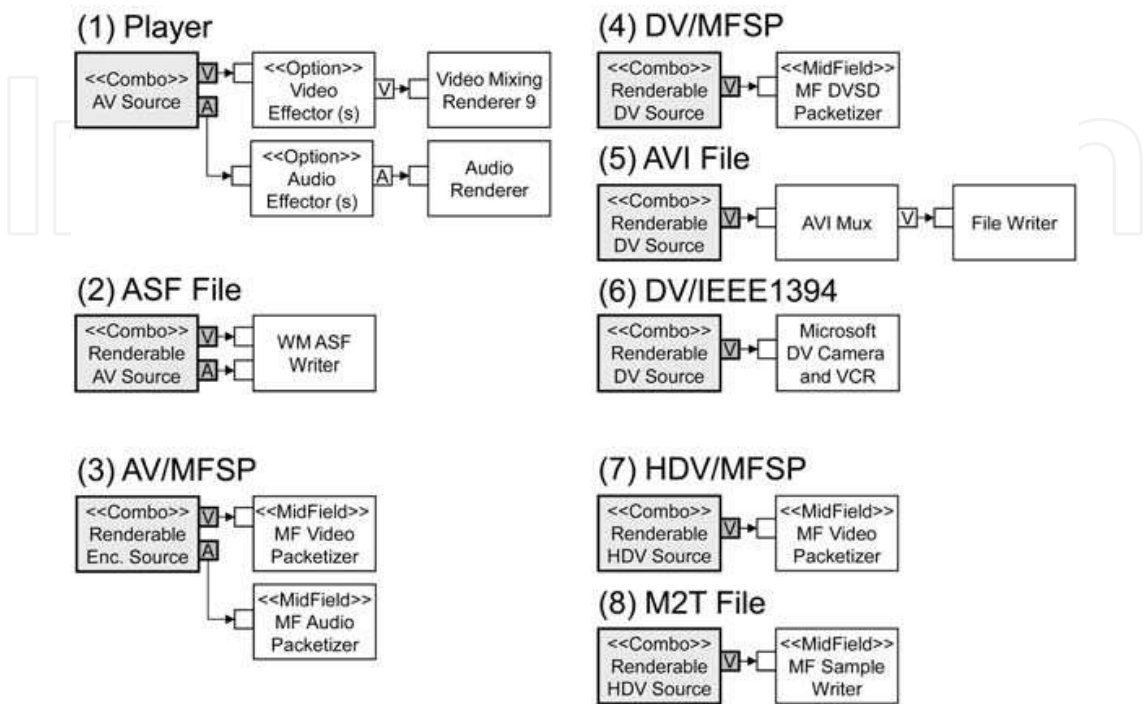 (1) Player
<<Combo>>
AV Source
V
A
<<Option>>
Video
Effector (s)
V
Video Mixing
Renderer 9
<<Option>>
Audio
Effector (s)
A
Audio
Renderer
(2) ASF File
<<Combo>>
Renderable
AV Source
V
A
WM ASF
Writer
(3) AV/MFSP
<<Combo>>
Renderable
Enc. Source
V
A
<<MidField>>
MF Video
Packetizer
<<MidField>>
MF Audio
Packetizer
(4) DV/MFSP
<<Combo>>
Renderable
DV Source
V
<<MidField>>
MF DVSD
Packetizer
(5) AVI File
<<Combo>>
Renderable
DV Source
V
AVI Mux
V
File Writer
(6) DV/IEEE1394
<<Combo>>
Renderable
DV Source
V
Microsoft
DV Camera
and VCR
(7) HDV/MFSP
<<Combo>>
Renderable
HDV Source
V
<<MidField>>
MF Video
Packetizer
(8) M2T File
<<Combo>>
Renderable
HDV Source
V
<<MidField>>
MF Sample
Writer